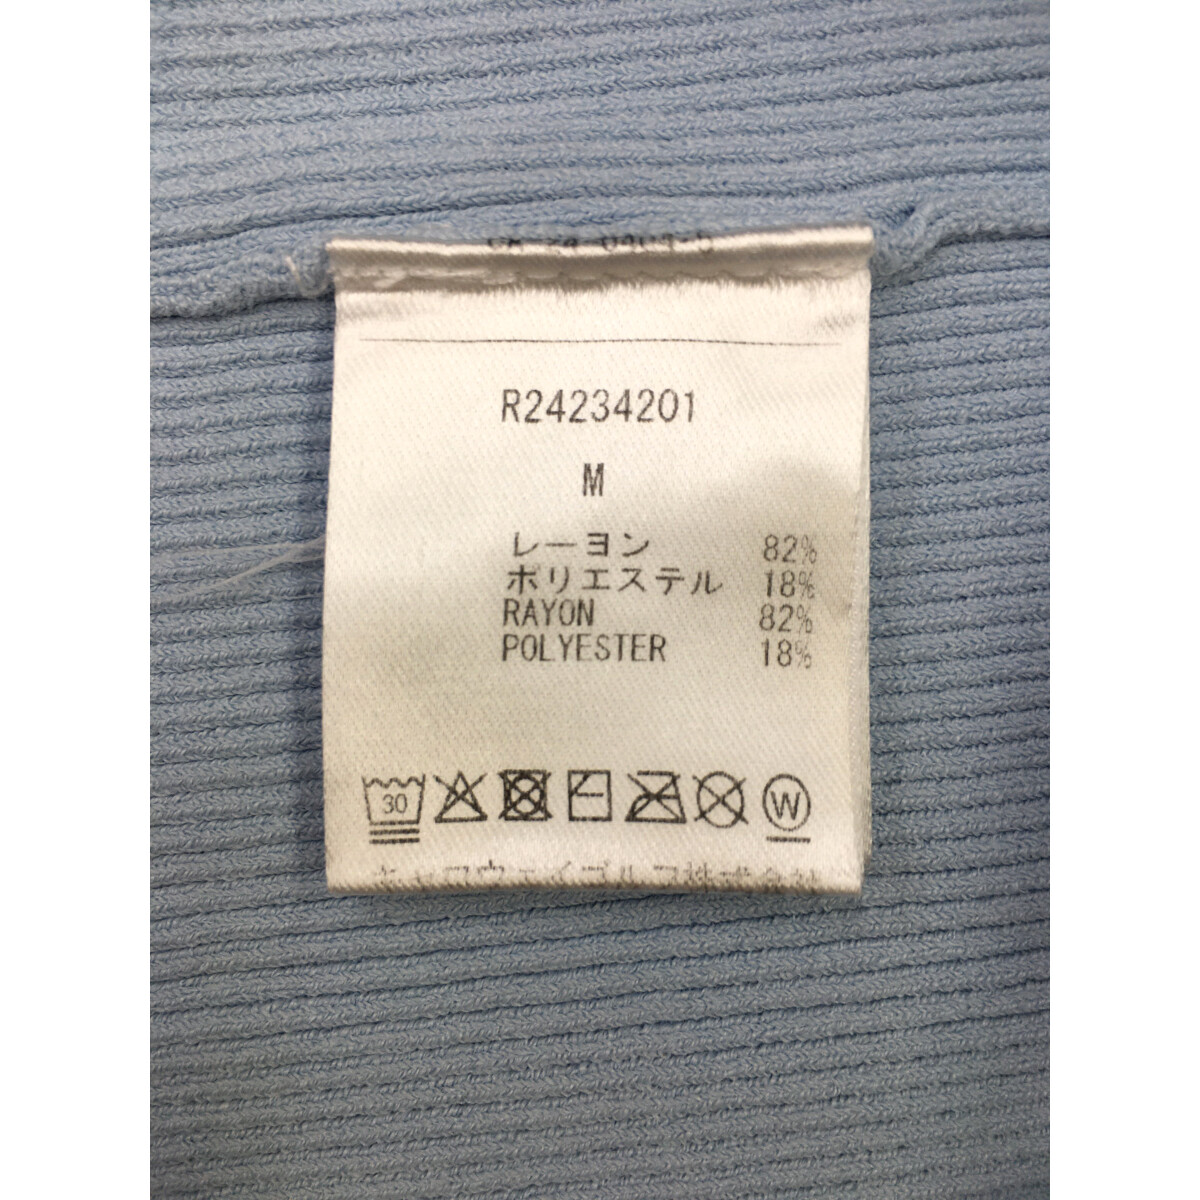 R24234201
M
レーヨン 82%
ポリエステル 18%
RAYON 82%
POLYESTER 18%
30
W